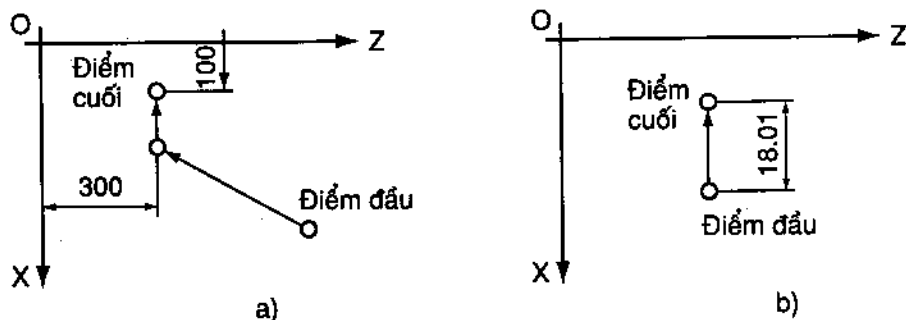 O
Z
100
Điểm
cuối
300
Điểm đầu
X
a)
O
Z
Điểm
cuối
18.01
Điểm đầu
X
b)